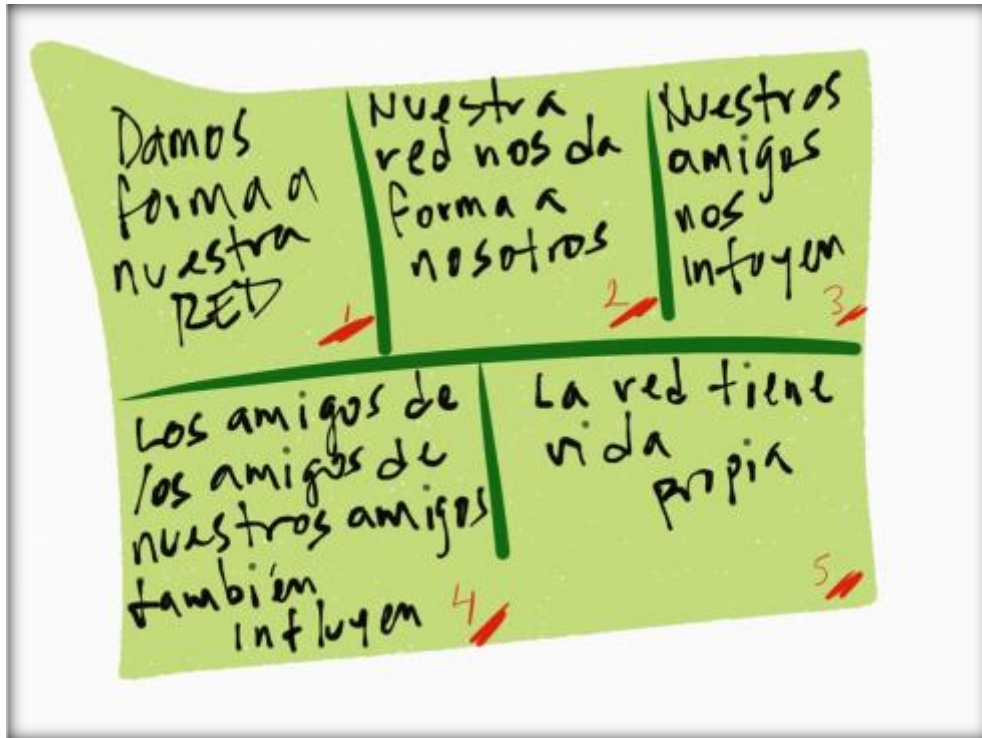 Damos
forma a
nuestra
RED
1
Nuestra
red nos da
forma a
nosotros
2
Nuestros
amigos
nos
infuyen
3
Los amigos de
los amigos de
nuestros amigos
también
influyen
4
La red tiene
vida
propia
5